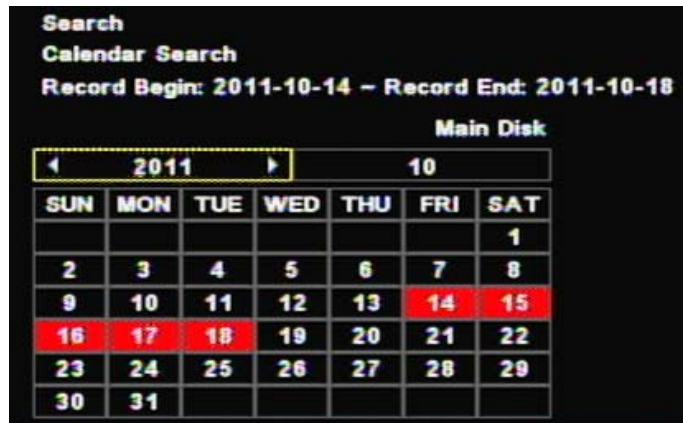 Search
Calendar Search
Record Begin: 2011-10-14 ~ Record End: 2011-10-18
Main Disk
2011 10
SUN MON TUE WED THU FRI SAT
1
2 3 4 5 6 7 8
9 10 11 12 13 14 15
16 17 18 19 20 21 22
23 24 25 26 27 28 29
30 31